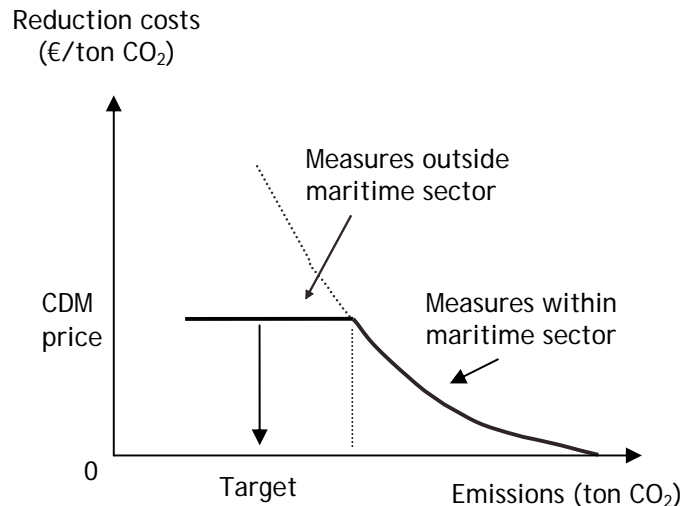 Reduction costs
(€/ton CO₂)
Measures outside
maritime sector
CDM
price
Measures within
maritime sector
0
Target
Emissions (ton CO₂)